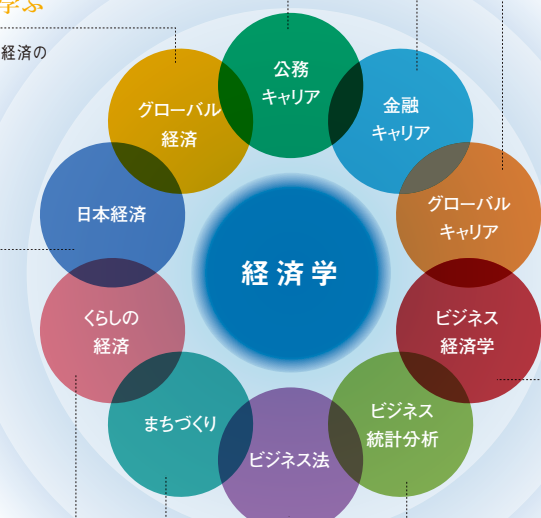 学ぶ
経済の
公務
キャリア
金融
キャリア
グローバル
経済
グローバル
キャリア
日本経済
経済学
くらしの
経済
ビジネス
経済学
まちづくり
ビジネス
統計分析
ビジネス法